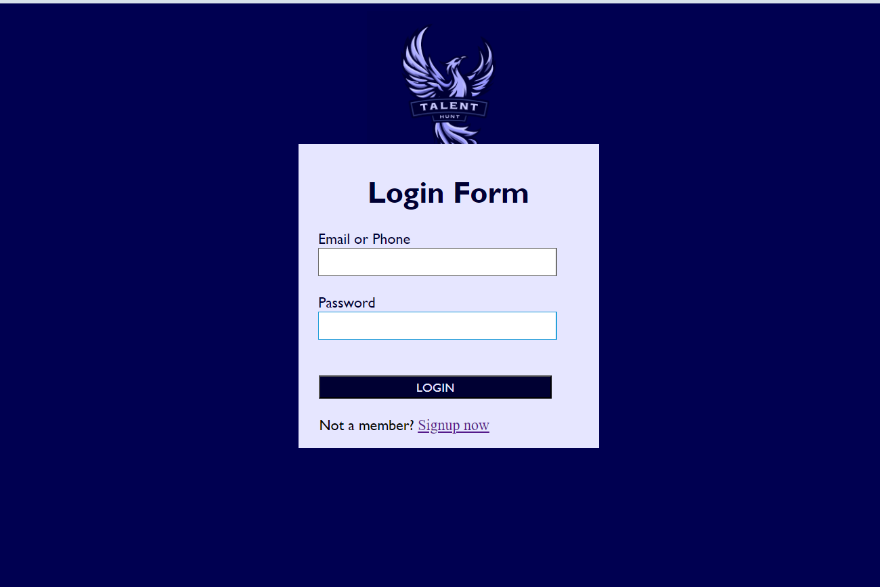 TALENT
HUNT
Login Form
Email or Phone
Password
LOGIN
Not a member? Signup now